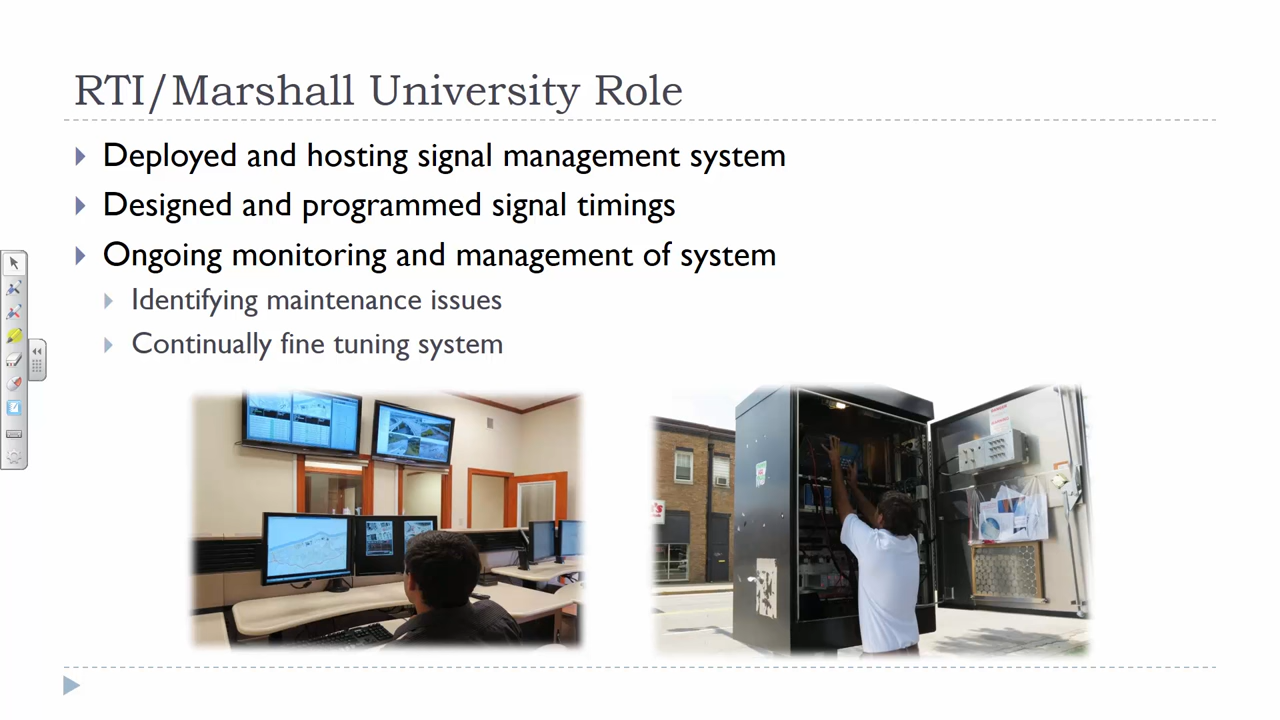 RTI/Marshall University Role
Deployed and hosting signal management system
Designed and programmed signal timings
Ongoing monitoring and management of system
Identifying maintenance issues
Continually fine tuning system